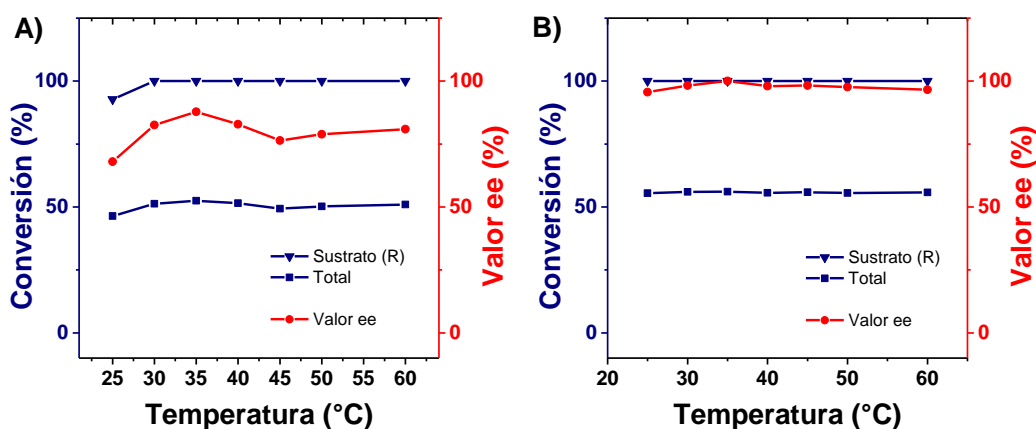 A)
Conversión (%)
100
50
0
100
50
0
Valor ee (%)
Sustrato (R)
Total
Valor ee
25 30 35 40 45 50 60
Temperatura (°C)
B)
Conversión (%)
100
50
0
100
50
0
Valor ee (%)
Sustrato (R)
Total
Valor ee
20 30 40 50 60
Temperatura (°C)